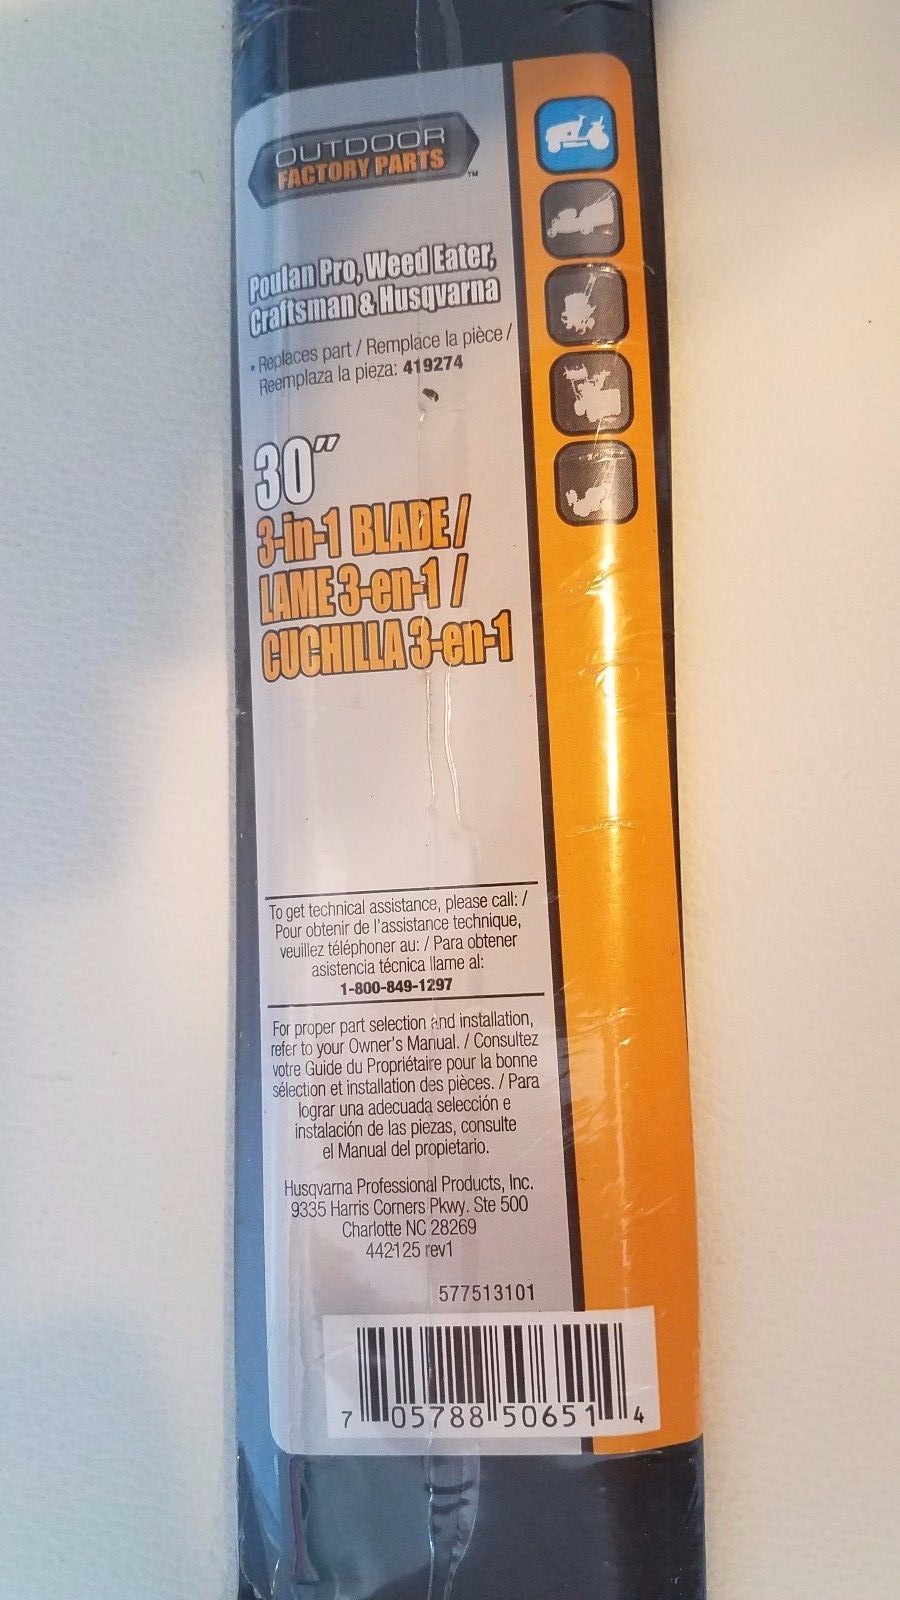 OUTDOOR
FACTORY PARTS
™
Poulan Pro, Weed Eater,
Craftsman & Husqvarna
• Replaces part / Remplace la pièce /
Reemplaza la pieza: 419274
30"
3-in-1 BLADE /
LAME 3-en-1 /
CUCHILLA 3-en-1
To get technical assistance, please call: /
Pour obtenir de l'assistance technique,
veuillez téléphoner au: / Para obtener
asistencia técnica llame al:
1-800-849-1297
For proper part selection and installation,
refer to your Owner's Manual. / Consultez
votre Guide du Propriétaire pour la bonne
sélection et installation des pièces. / Para
lograr una adecuada selección e
instalación de las piezas, consulte
el Manual del propietario.
Husqvarna Professional Products, Inc.
9335 Harris Corners Pkwy. Ste 500
Charlotte NC 28269
442125 rev1
577513101
7 05788 50651 4